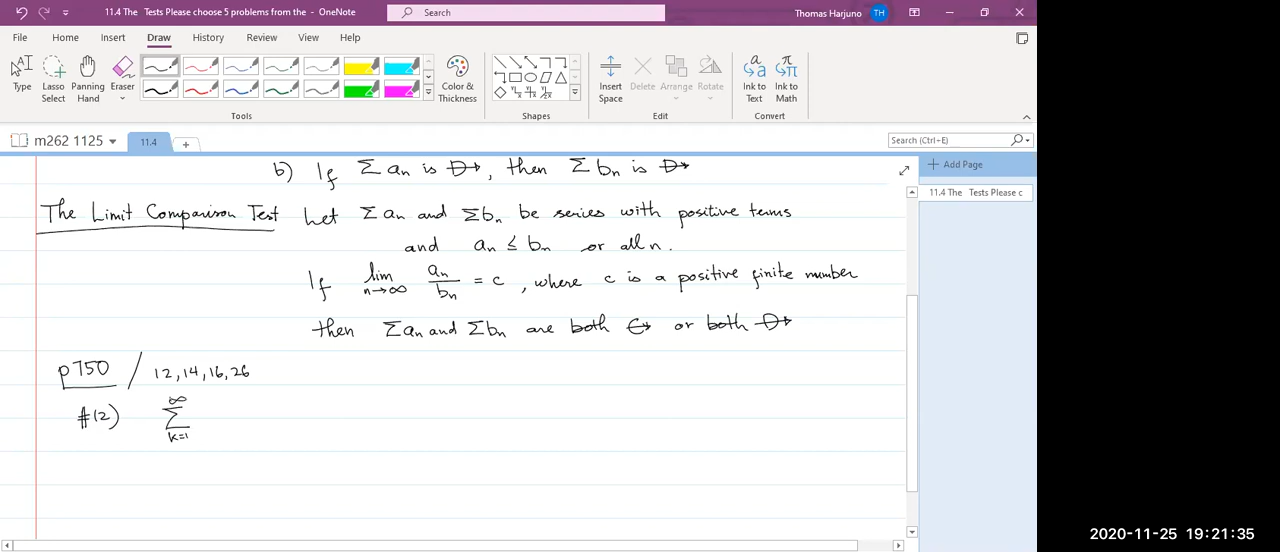 11.4 The Tests Please choose 5 problems from the - OneNote
Search
Thomas Harjuno
TH
File Home Insert Draw History Review View Help
Type
Lasso Select
Panning Hand
Eraser
Color & Thickness
Insert Space
Delete
Arrange
Rotate
Ink to Text
Ink to Math
Tools
Shapes
Edit
Convert
m262 1125
11.4
Search (Ctrl+E)
Add Page
11.4 The Tests Please c
b) If Σ an is D, then Σ bn is D
The Limit Comparison Test Let Σ an and Σ bn be series with positive terms
and an ≤ bn or all n.
If lim n→∞ an/bn = c, where c is a positive finite number
then Σ an and Σ bn are both C or both D
p750 / 12, 14, 16, 26
#12) ∞ Σ k=1
2020-11-25 19:21:35